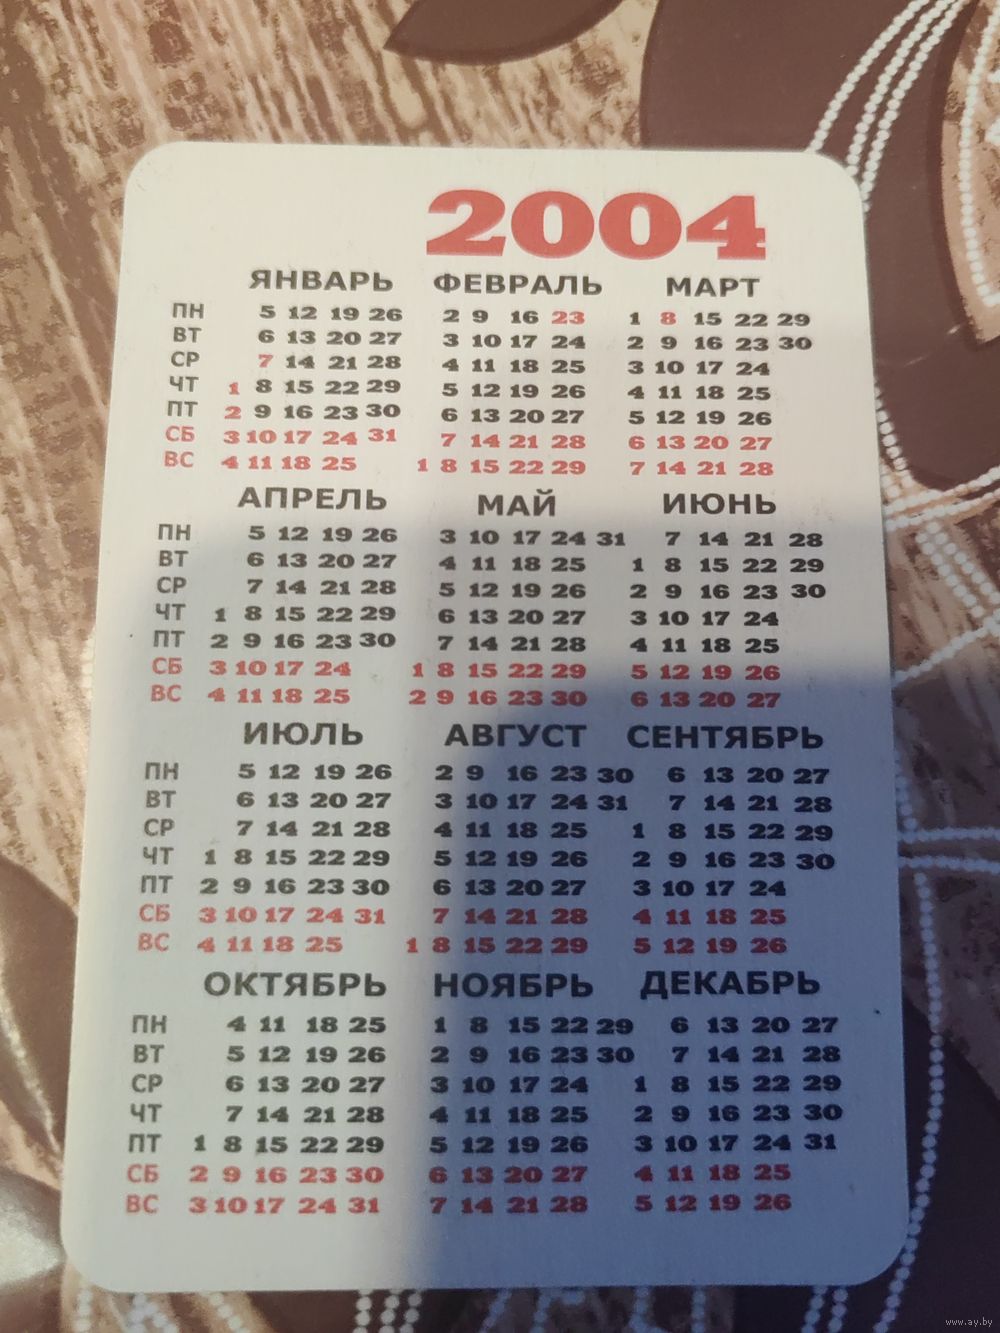 2004
ЯНВАРЬ ФЕВРАЛЬ МАРТ
ПН 5 12 19 26 2 9 16 23 1 8 15 22 29
ВТ 6 13 20 27 3 10 17 24 2 9 16 23 30
СР 7 14 21 28 4 11 18 25 3 10 17 24
ЧТ 1 8 15 22 29 5 12 19 26 4 11 18 25
ПТ 2 9 16 23 30 6 13 20 27 5 12 19 26
СБ 3 10 17 24 31 7 14 21 28 6 13 20 27
ВС 4 11 18 25 1 8 15 22 29 7 14 21 28
АПРЕЛЬ МАЙ ИЮНЬ
ПН 5 12 19 26 3 10 17 24 31 7 14 21 28
ВТ 6 13 20 27 4 11 18 25 1 8 15 22 29
СР 7 14 21 28 5 12 19 26 2 9 16 23 30
ЧТ 1 8 15 22 29 6 13 20 27 3 10 17 24
ПТ 2 9 16 23 30 7 14 21 28 4 11 18 25
СБ 3 10 17 24 1 8 15 22 29 5 12 19 26
ВС 4 11 18 25 2 9 16 23 30 6 13 20 27
ИЮЛЬ АВГУСТ СЕНТЯБРЬ
ПН 5 12 19 26 2 9 16 23 30 6 13 20 27
ВТ 6 13 20 27 3 10 17 24 31 7 14 21 28
СР 7 14 21 28 4 11 18 25 1 8 15 22 29
ЧТ 1 8 15 22 29 5 12 19 26 2 9 16 23 30
ПТ 2 9 16 23 30 6 13 20 27 3 10 17 24
СБ 3 10 17 24 31 7 14 21 28 4 11 18 25
ВС 4 11 18 25 1 8 15 22 29 5 12 19 26
ОКТЯБРЬ НОЯБРЬ ДЕКАБРЬ
ПН 4 11 18 25 1 8 15 22 29 6 13 20 27
ВТ 5 12 19 26 2 9 16 23 30 7 14 21 28
СР 6 13 20 27 3 10 17 24 1 8 15 22 29
ЧТ 7 14 21 28 4 11 18 25 2 9 16 23 30
ПТ 1 8 15 22 29 5 12 19 26 3 10 17 24 31
СБ 2 9 16 23 30 6 13 20 27 4 11 18 25
ВС 3 10 17 24 31 7 14 21 28 5 12 19 26
www.ay.by